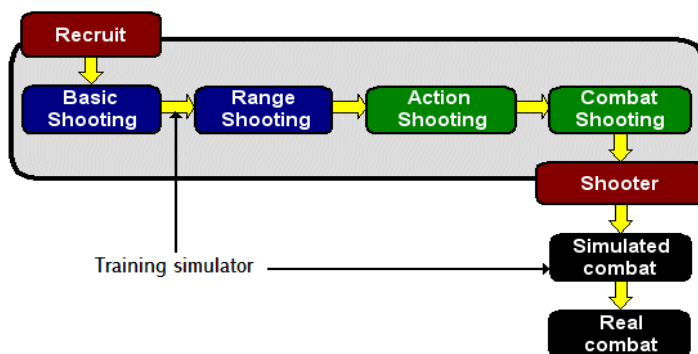 Recruit
Basic
Shooting
Range
Shooting
Action
Shooting
Combat
Shooting
Shooter
Training simulator
Simulated
combat
Real
combat